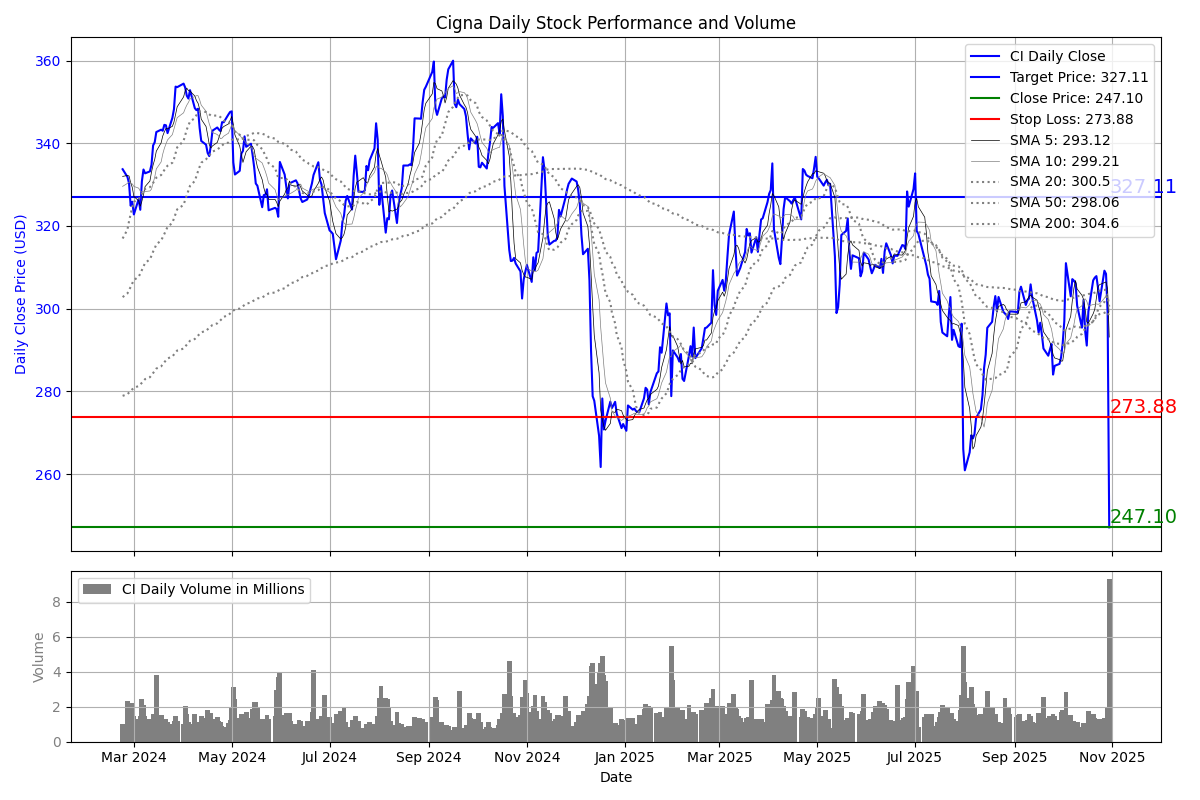 Cigna Daily Stock Performance and Volume
Daily Close Price (USD)
360
340
320
300
280
260
CI Daily Close
Target Price: 327.11
Close Price: 247.10
Stop Loss: 273.88
SMA 5: 293.12
SMA 10: 299.21
SMA 20: 300.5
SMA 50: 298.06
SMA 200: 304.6
327.11
273.88
247.10
CI Daily Volume in Millions
Volume
8
6
4
2
0
Mar 2024 May 2024 Jul 2024 Sep 2024 Nov 2024 Jan 2025 Mar 2025 May 2025 Jul 2025 Sep 2025 Nov 2025
Date